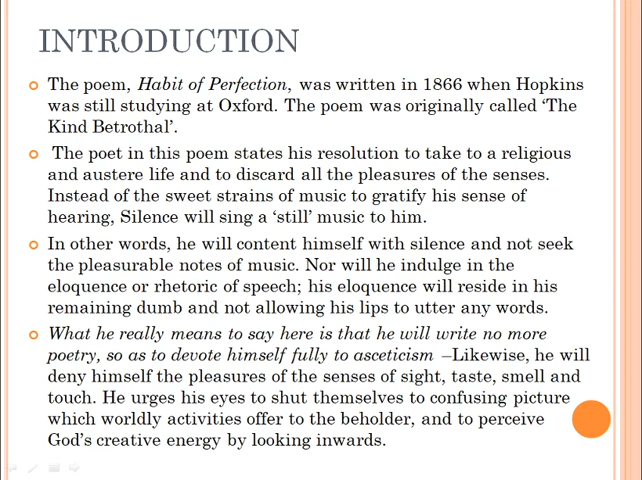 INTRODUCTION
The poem, Habit of Perfection, was written in 1866 when Hopkins
was still studying at Oxford. The poem was originally called ‘The
Kind Betrothal’.
The poet in this poem states his resolution to take to a religious
and austere life and to discard all the pleasures of the senses.
Instead of the sweet strains of music to gratify his sense of
hearing, Silence will sing a ‘still’ music to him.
In other words, he will content himself with silence and not seek
the pleasurable notes of music. Nor will he indulge in the
eloquence or rhetoric of speech; his eloquence will reside in his
remaining dumb and not allowing his lips to utter any words.
What he really means to say here is that he will write no more
poetry, so as to devote himself fully to asceticism –Likewise, he will
deny himself the pleasures of the senses of sight, taste, smell and
touch. He urges his eyes to shut themselves to confusing picture
which worldly activities offer to the beholder, and to perceive
God’s creative energy by looking inwards.